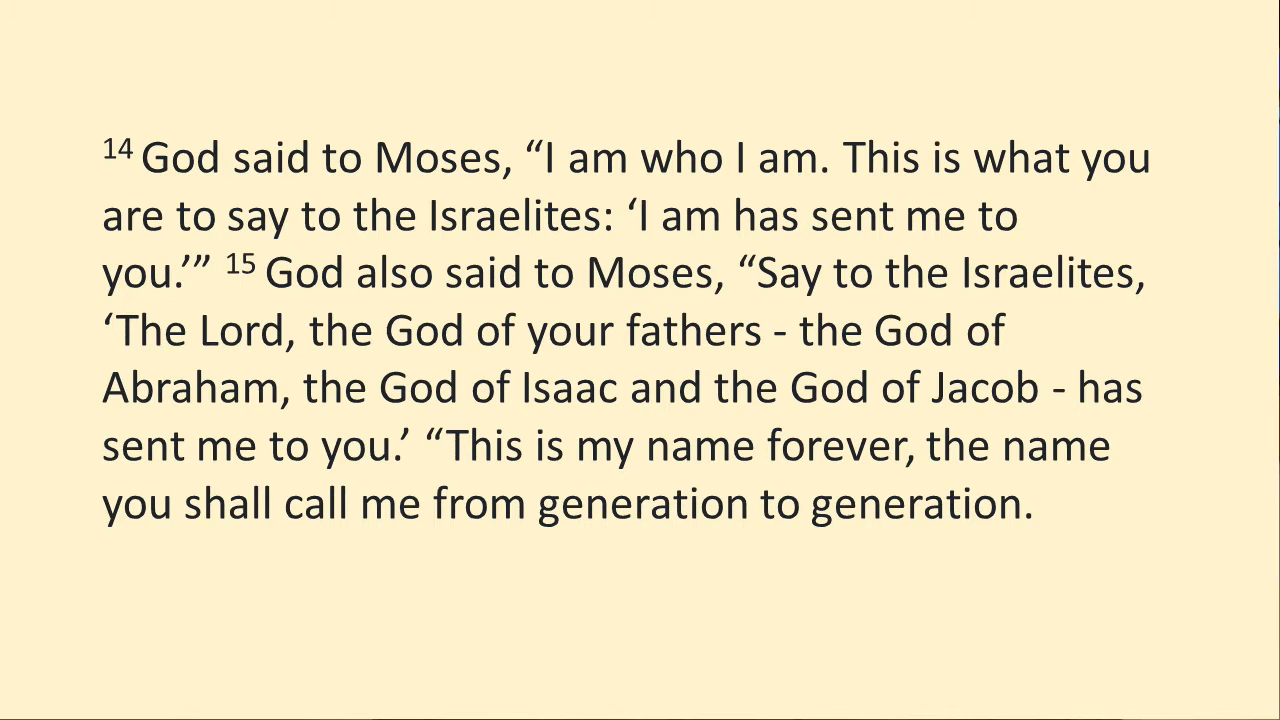 14 God said to Moses, “I am who I am. This is what you
are to say to the Israelites: ‘I am has sent me to
you.’” 15 God also said to Moses, “Say to the Israelites,
‘The Lord, the God of your fathers - the God of
Abraham, the God of Isaac and the God of Jacob - has
sent me to you.’ “This is my name forever, the name
you shall call me from generation to generation.